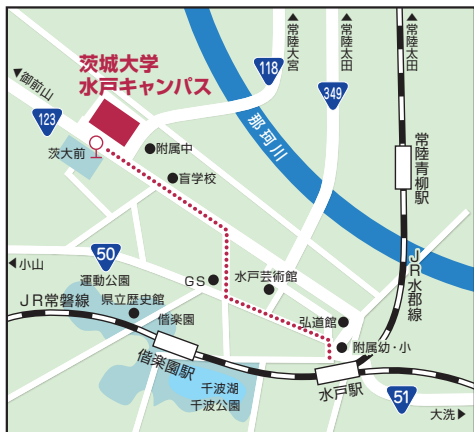 常陸大宮
常陸太田
常陸太田
茨城大学
水戸キャンパス
御前山
118
349
123
那珂川
茨大前
附属中
盲学校
常陸青柳駅
50
小山
運動公園
GS
水戸芸術館
JR水郡線
JR常磐線
県立歴史館
偕楽園
弘道館
附属幼・小
偕楽園駅
千波湖
千波公園
水戸駅
51
大洗